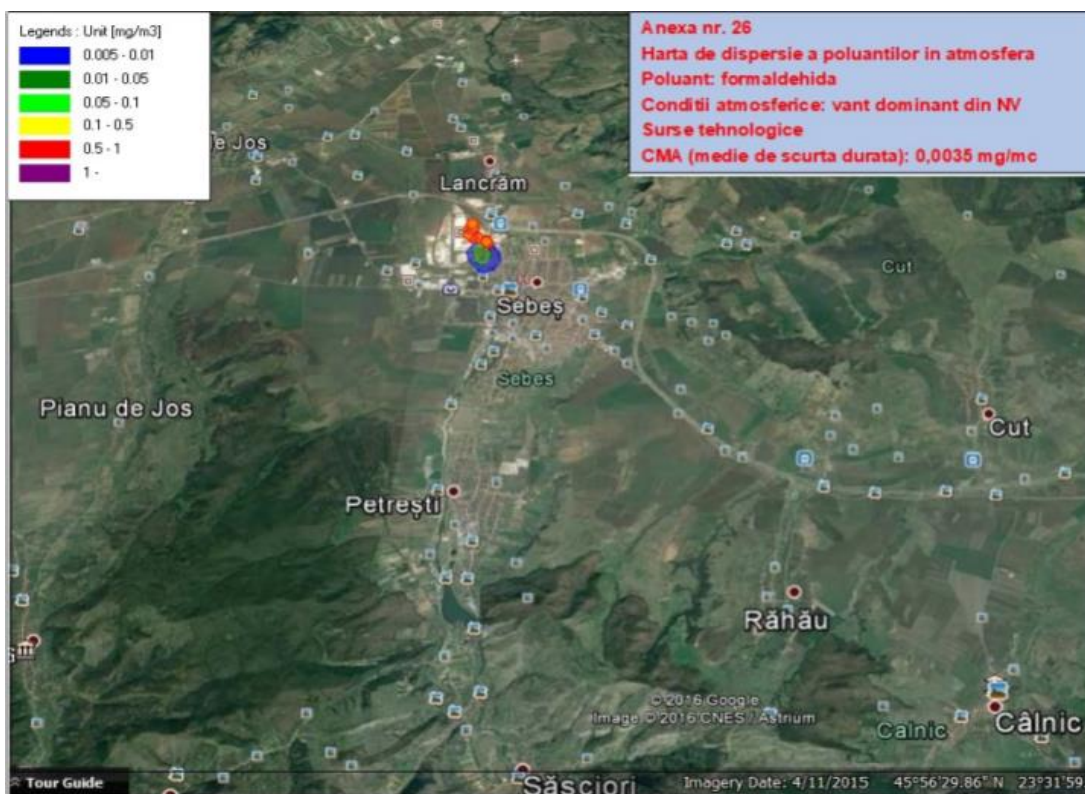 Legends : Unit [mg/m3]
0.005 - 0.01
0.01 - 0.05
0.05 - 0.1
0.1 - 0.5
0.5 - 1
1 -
Anexa nr. 26
Harta de dispersie a poluantilor in atmosfera
Poluant: formaldehida
Conditii atmosferice: vant dominant din NV
Surse tehnologice
CMA (medie de scurta durata): 0,0035 mg/mc
de Jos
Lancrăm
Cut
Sebeș
Sebes
Pianu de Jos
Cut
Petrești
Răhău
© 2016 Google
Image © 2016 CNES / Astrium
Calnic
Câlnic
Săsciori
Tour Guide
Imagery Date: 4/11/2015 45°56'29.86" N 23°31'59